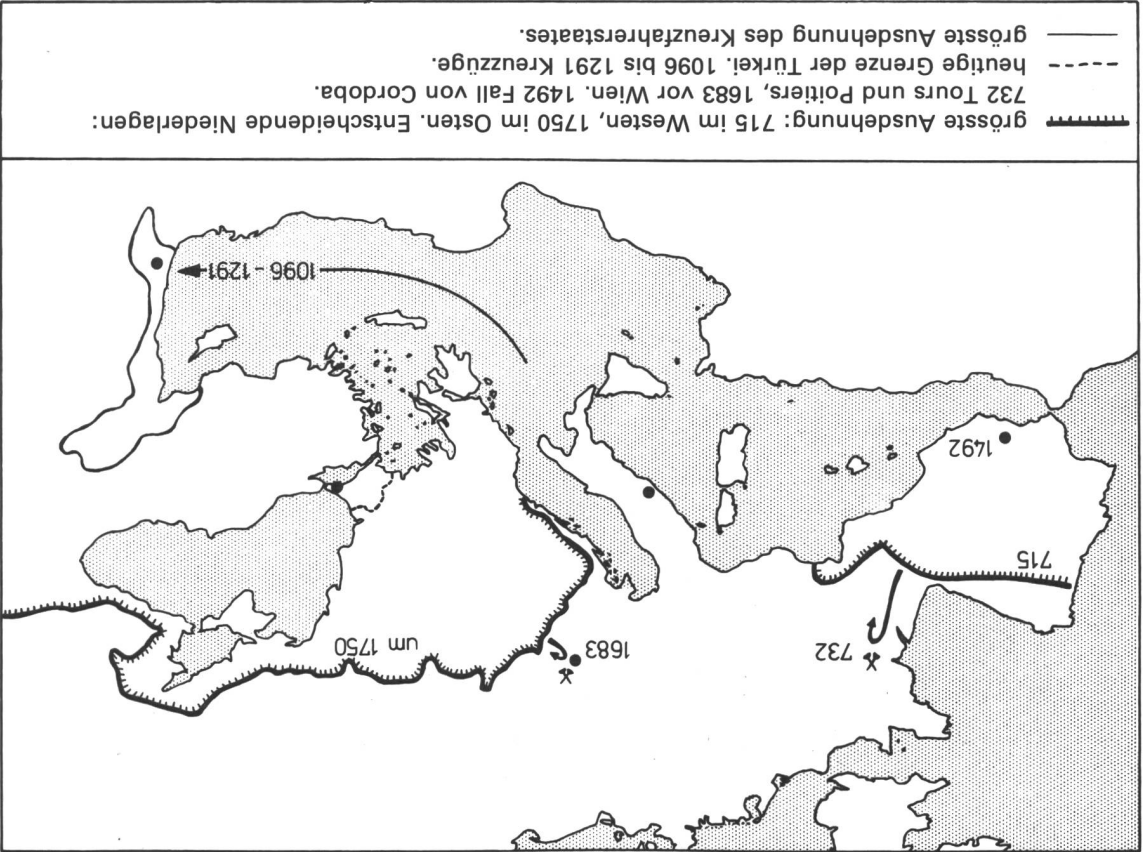 732
1683
um 1750
715
1492
1096 - 1291
grösste Ausdehnung: 715 im Westen, 1750 im Osten. Entscheidende Niederlagen:
732 Tours und Poitiers, 1683 vor Wien. 1492 Fall von Cordoba.
heutige Grenze der Türkei. 1096 bis 1291 Kreuzzüge.
grösste Ausdehnung des Kreuzfahrerstaates.